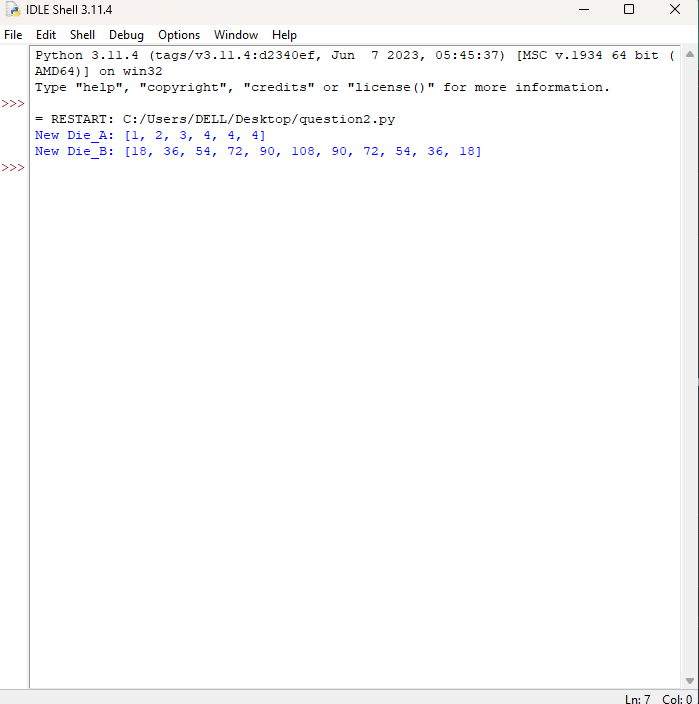 IDLE Shell 3.11.4
File Edit Shell Debug Options Window Help
Python 3.11.4 (tags/v3.11.4:d2340ef, Jun  7 2023, 05:45:37) [MSC v.1934 64 bit (
AMD64)] on win32
Type "help", "copyright", "credits" or "license()" for more information.
>>>
= RESTART: C:/Users/DELL/Desktop/question2.py
New Die_A: [1, 2, 3, 4, 4, 4]
New Die_B: [18, 36, 54, 72, 90, 108, 90, 72, 54, 36, 18]
>>>
Ln: 7 Col: 0